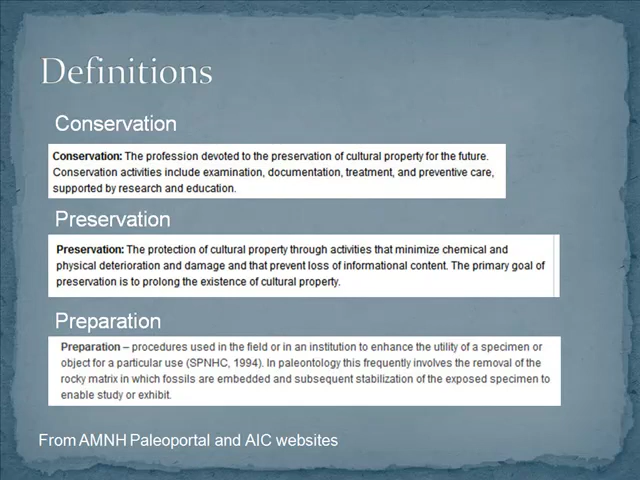 Definitions
Conservation
Conservation: The profession devoted to the preservation of cultural property for the future.
Conservation activities include examination, documentation, treatment, and preventive care,
supported by research and education.
Preservation
Preservation: The protection of cultural property through activities that minimize chemical and
physical deterioration and damage and that prevent loss of informational content. The primary goal of
preservation is to prolong the existence of cultural property.
Preparation
Preparation – procedures used in the field or in an institution to enhance the utility of a specimen or
object for a particular use (SPNHC, 1994). In paleontology this frequently involves the removal of the
rocky matrix in which fossils are embedded and subsequent stabilization of the exposed specimen to
enable study or exhibit.
From AMNH Paleoportal and AIC websites